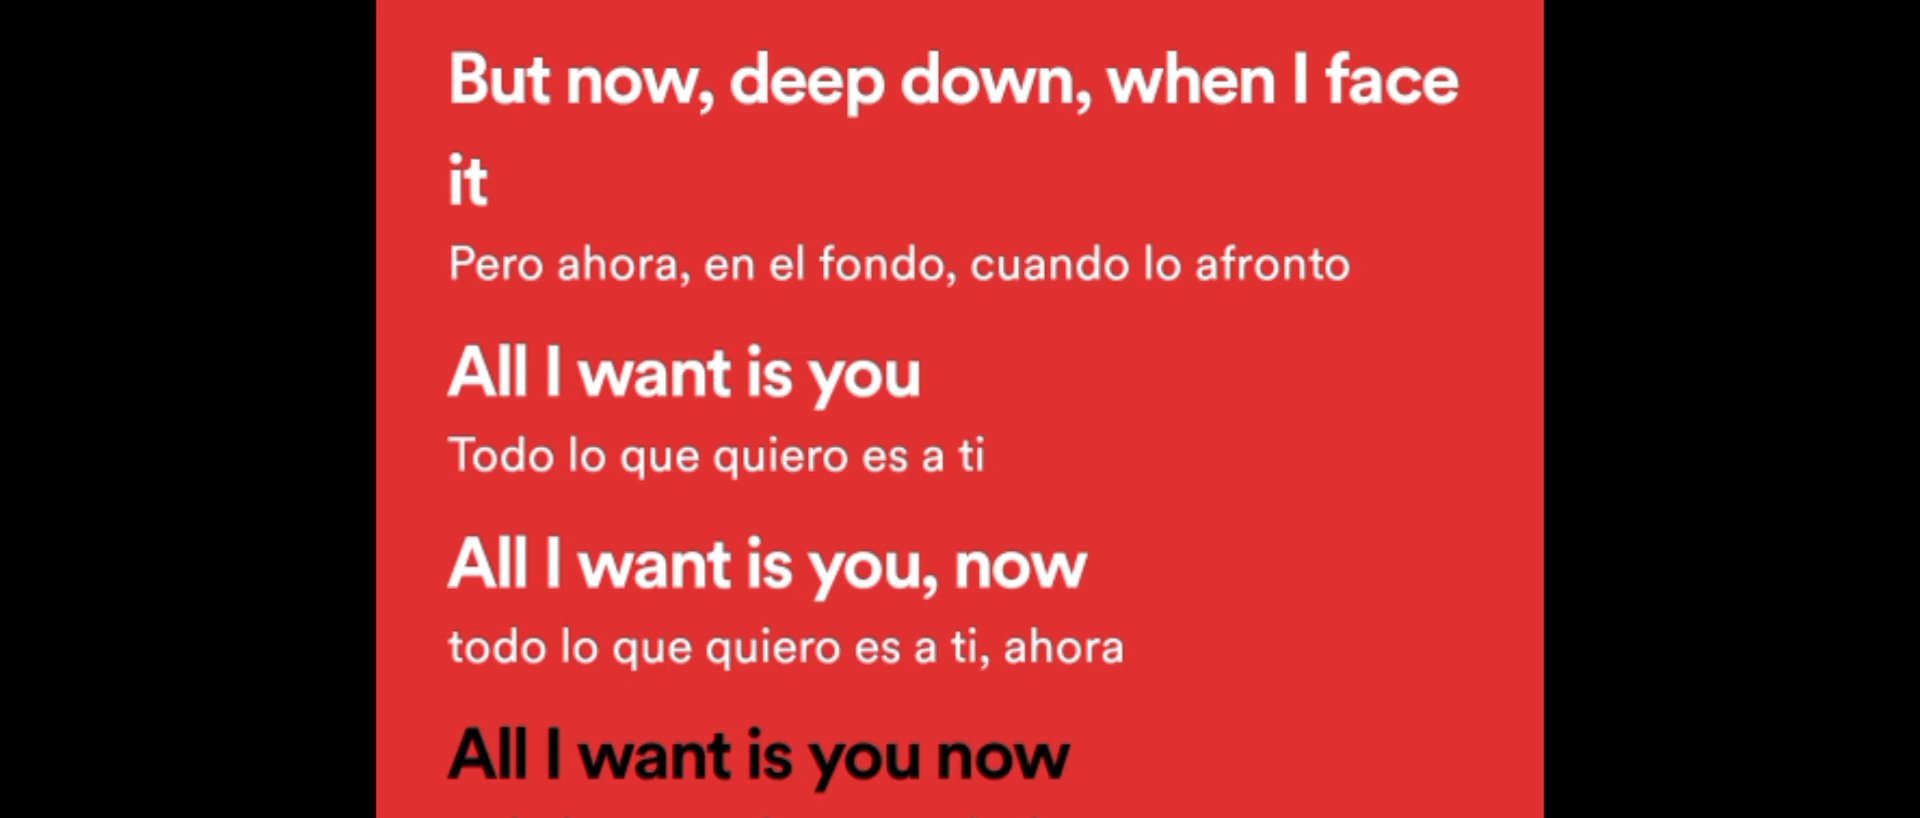 But now, deep down, when I face
it
Pero ahora, en el fondo, cuando lo afronto
All I want is you
Todo lo que quiero es a ti
All I want is you, now
todo lo que quiero es a ti, ahora
All I want is you now